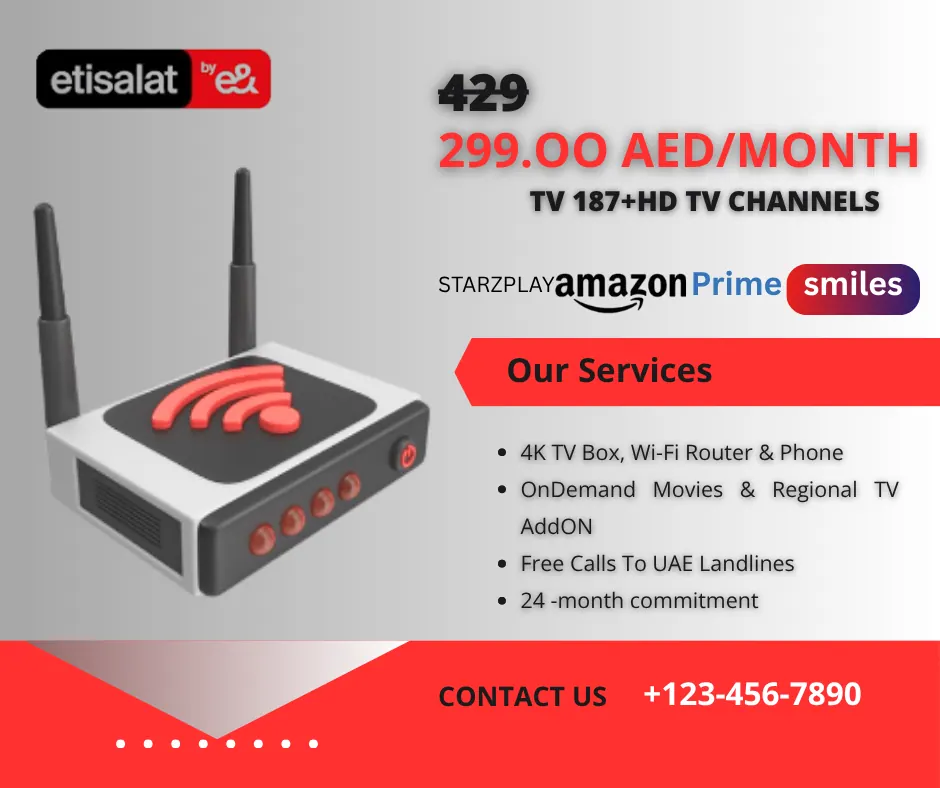 etisalat by e&
429
299.OO AED/MONTH
TV 187+HD TV CHANNELS
STARZPLAY amazon Prime smiles
Our Services
4K TV Box, Wi-Fi Router & Phone
OnDemand Movies & Regional TV
AddON
Free Calls To UAE Landlines
24 -month commitment
CONTACT US +123-456-7890